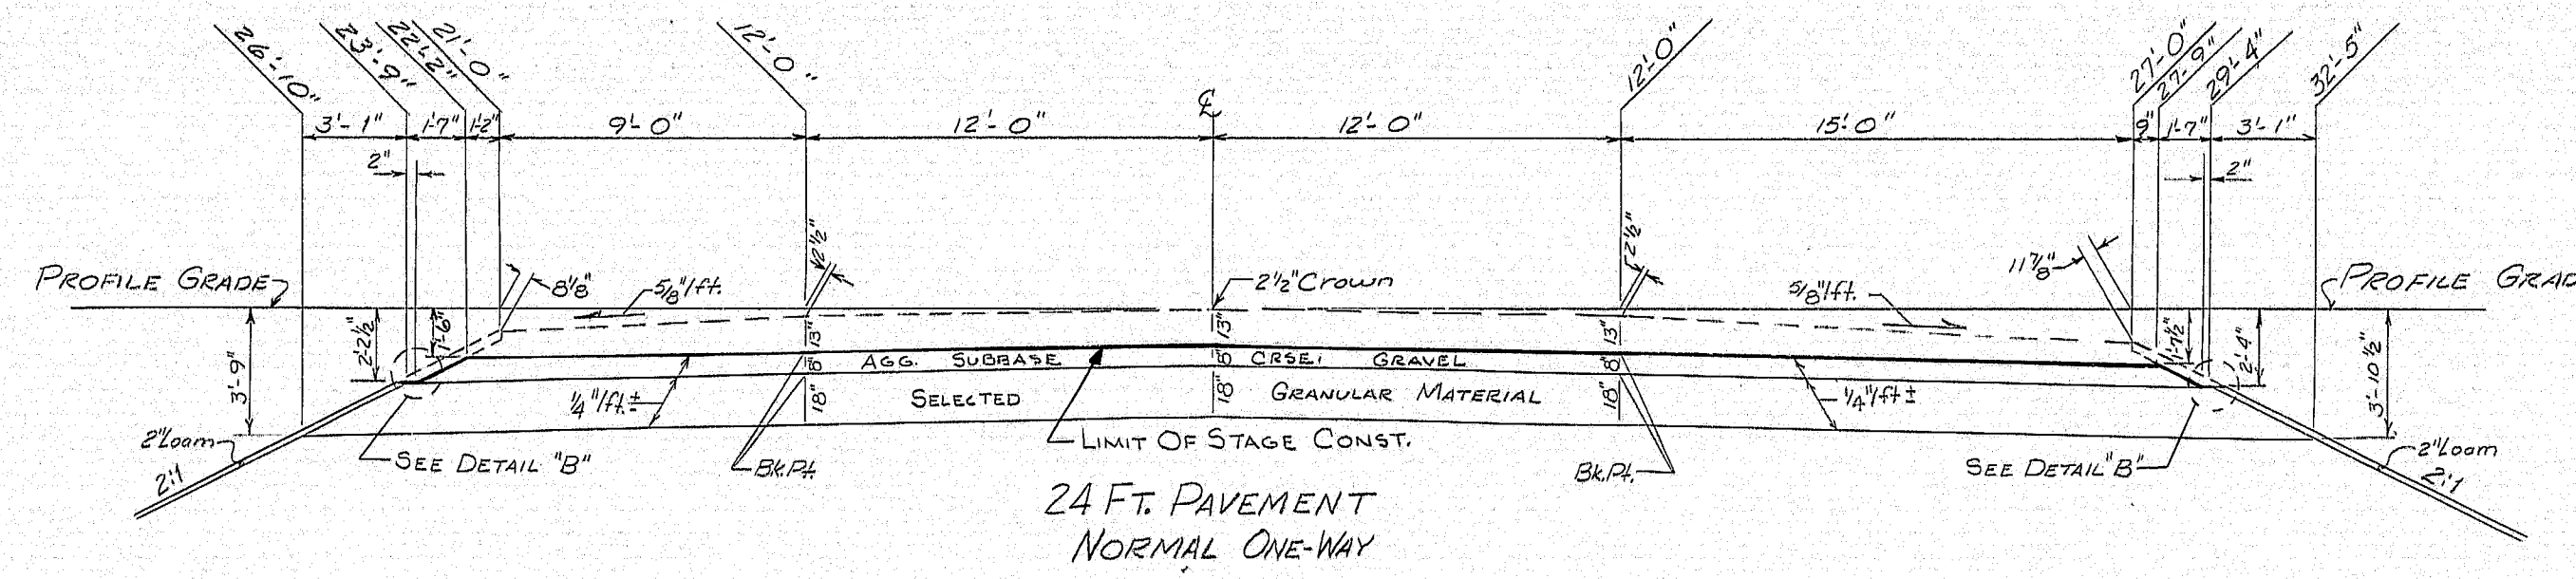 26'-10" 23'-9" 22'-2" 21'-0" 12'-0" 12'-0" 27'-0" 27'-9" 29'-4" 32'-5"
℄
3'-1" 1'-7" 1'-2" 9'-0" 12'-0" 12'-0" 15'-0" 9" 1'-7" 3'-1"
2" 2"
2½" 2½"
PROFILE GRADE 8⅛" 5/8"/ft. 2½" Crown 5/8"/ft. 11⅞" PROFILE GRAD
3'-9" 2'-2½" 1'-6" 13" 13" 13" 1'-7½" 2'-4" 3'-10½"
8" AGG. SUBBASE 8" CRSE. GRAVEL 8"
¼"/ft.± 18" SELECTED 18" GRANULAR MATERIAL 18" ¼"/ft ±
2" Loam LIMIT OF STAGE CONST. 2" Loam
2:1 SEE DETAIL "B" Bk.Pt. Bk.Pt. SEE DETAIL "B" 2:1
24 FT. PAVEMENT
NORMAL ONE-WAY